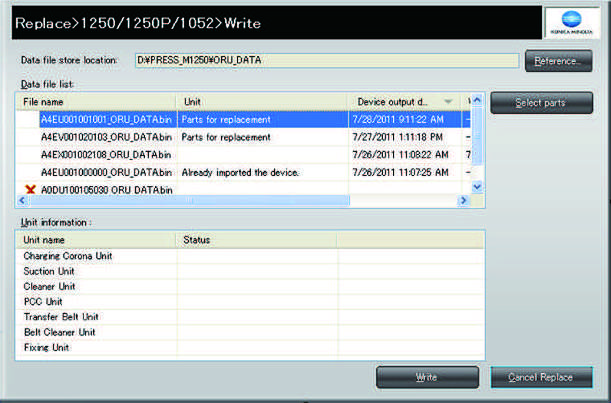 Replace>1250/1250P/1052>Write
KONICA MINOLTA
Data file store location:
D:¥PRESS_M1250¥ORU_DATA
Reference...
Data file list:
File name Unit Device output d...
A4EU001001001_ORU_DATA.bin Parts for replacement 7/28/2011 9:11:22 AM -
A4EV001020103_ORU_DATA.bin Parts for replacement 7/27/2011 1:11:18 PM -
A4EX001002108_ORU_DATA.bin 7/26/2011 11:08:22 AM 7
A4EU001000000_ORU_DATA.bin Already imported the device. 7/26/2011 11:07:25 AM -
A0DU100105030 ORU DATA.bin
Select parts
Unit information :
Unit name Status
Charging Corona Unit
Suction Unit
Cleaner Unit
PCC Unit
Transfer Belt Unit
Belt Cleaner Unit
Fixing Unit
Write
Cancel Replace